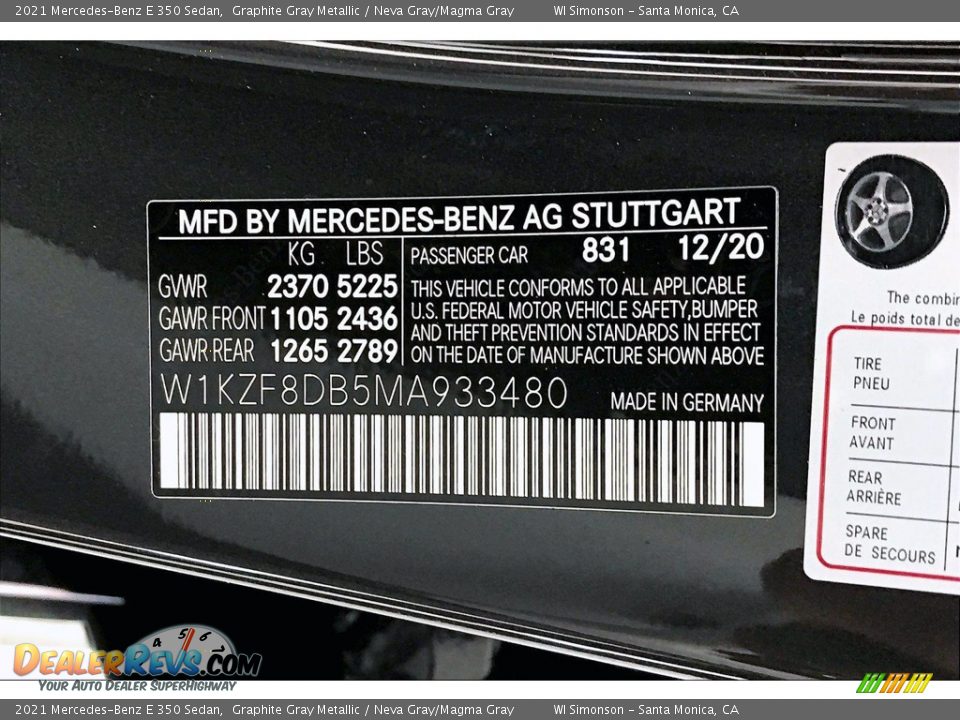 2021 Mercedes-Benz E 350 Sedan,  Graphite Gray Metallic / Neva Gray/Magma Gray  WI Simonson - Santa Monica, CA
MFD BY MERCEDES-BENZ AG STUTTGART
KG LBS
GVWR 2370 5225
GAWR FRONT 1105 2436
GAWR REAR 1265 2789
PASSENGER CAR 831 12/20
THIS VEHICLE CONFORMS TO ALL APPLICABLE
U.S. FEDERAL MOTOR VEHICLE SAFETY,BUMPER
AND THEFT PREVENTION STANDARDS IN EFFECT
ON THE DATE OF MANUFACTURE SHOWN ABOVE
W1KZF8DB5MA933480
MADE IN GERMANY
The combin
Le poids total de
TIRE
PNEU
FRONT
AVANT
REAR
ARRIÈRE
SPARE
DE SECOURS
4 5 6
DEALERREVS.COM
YOUR AUTO DEALER SUPERHIGHWAY
2021 Mercedes-Benz E 350 Sedan,  Graphite Gray Metallic / Neva Gray/Magma Gray  WI Simonson - Santa Monica, CA